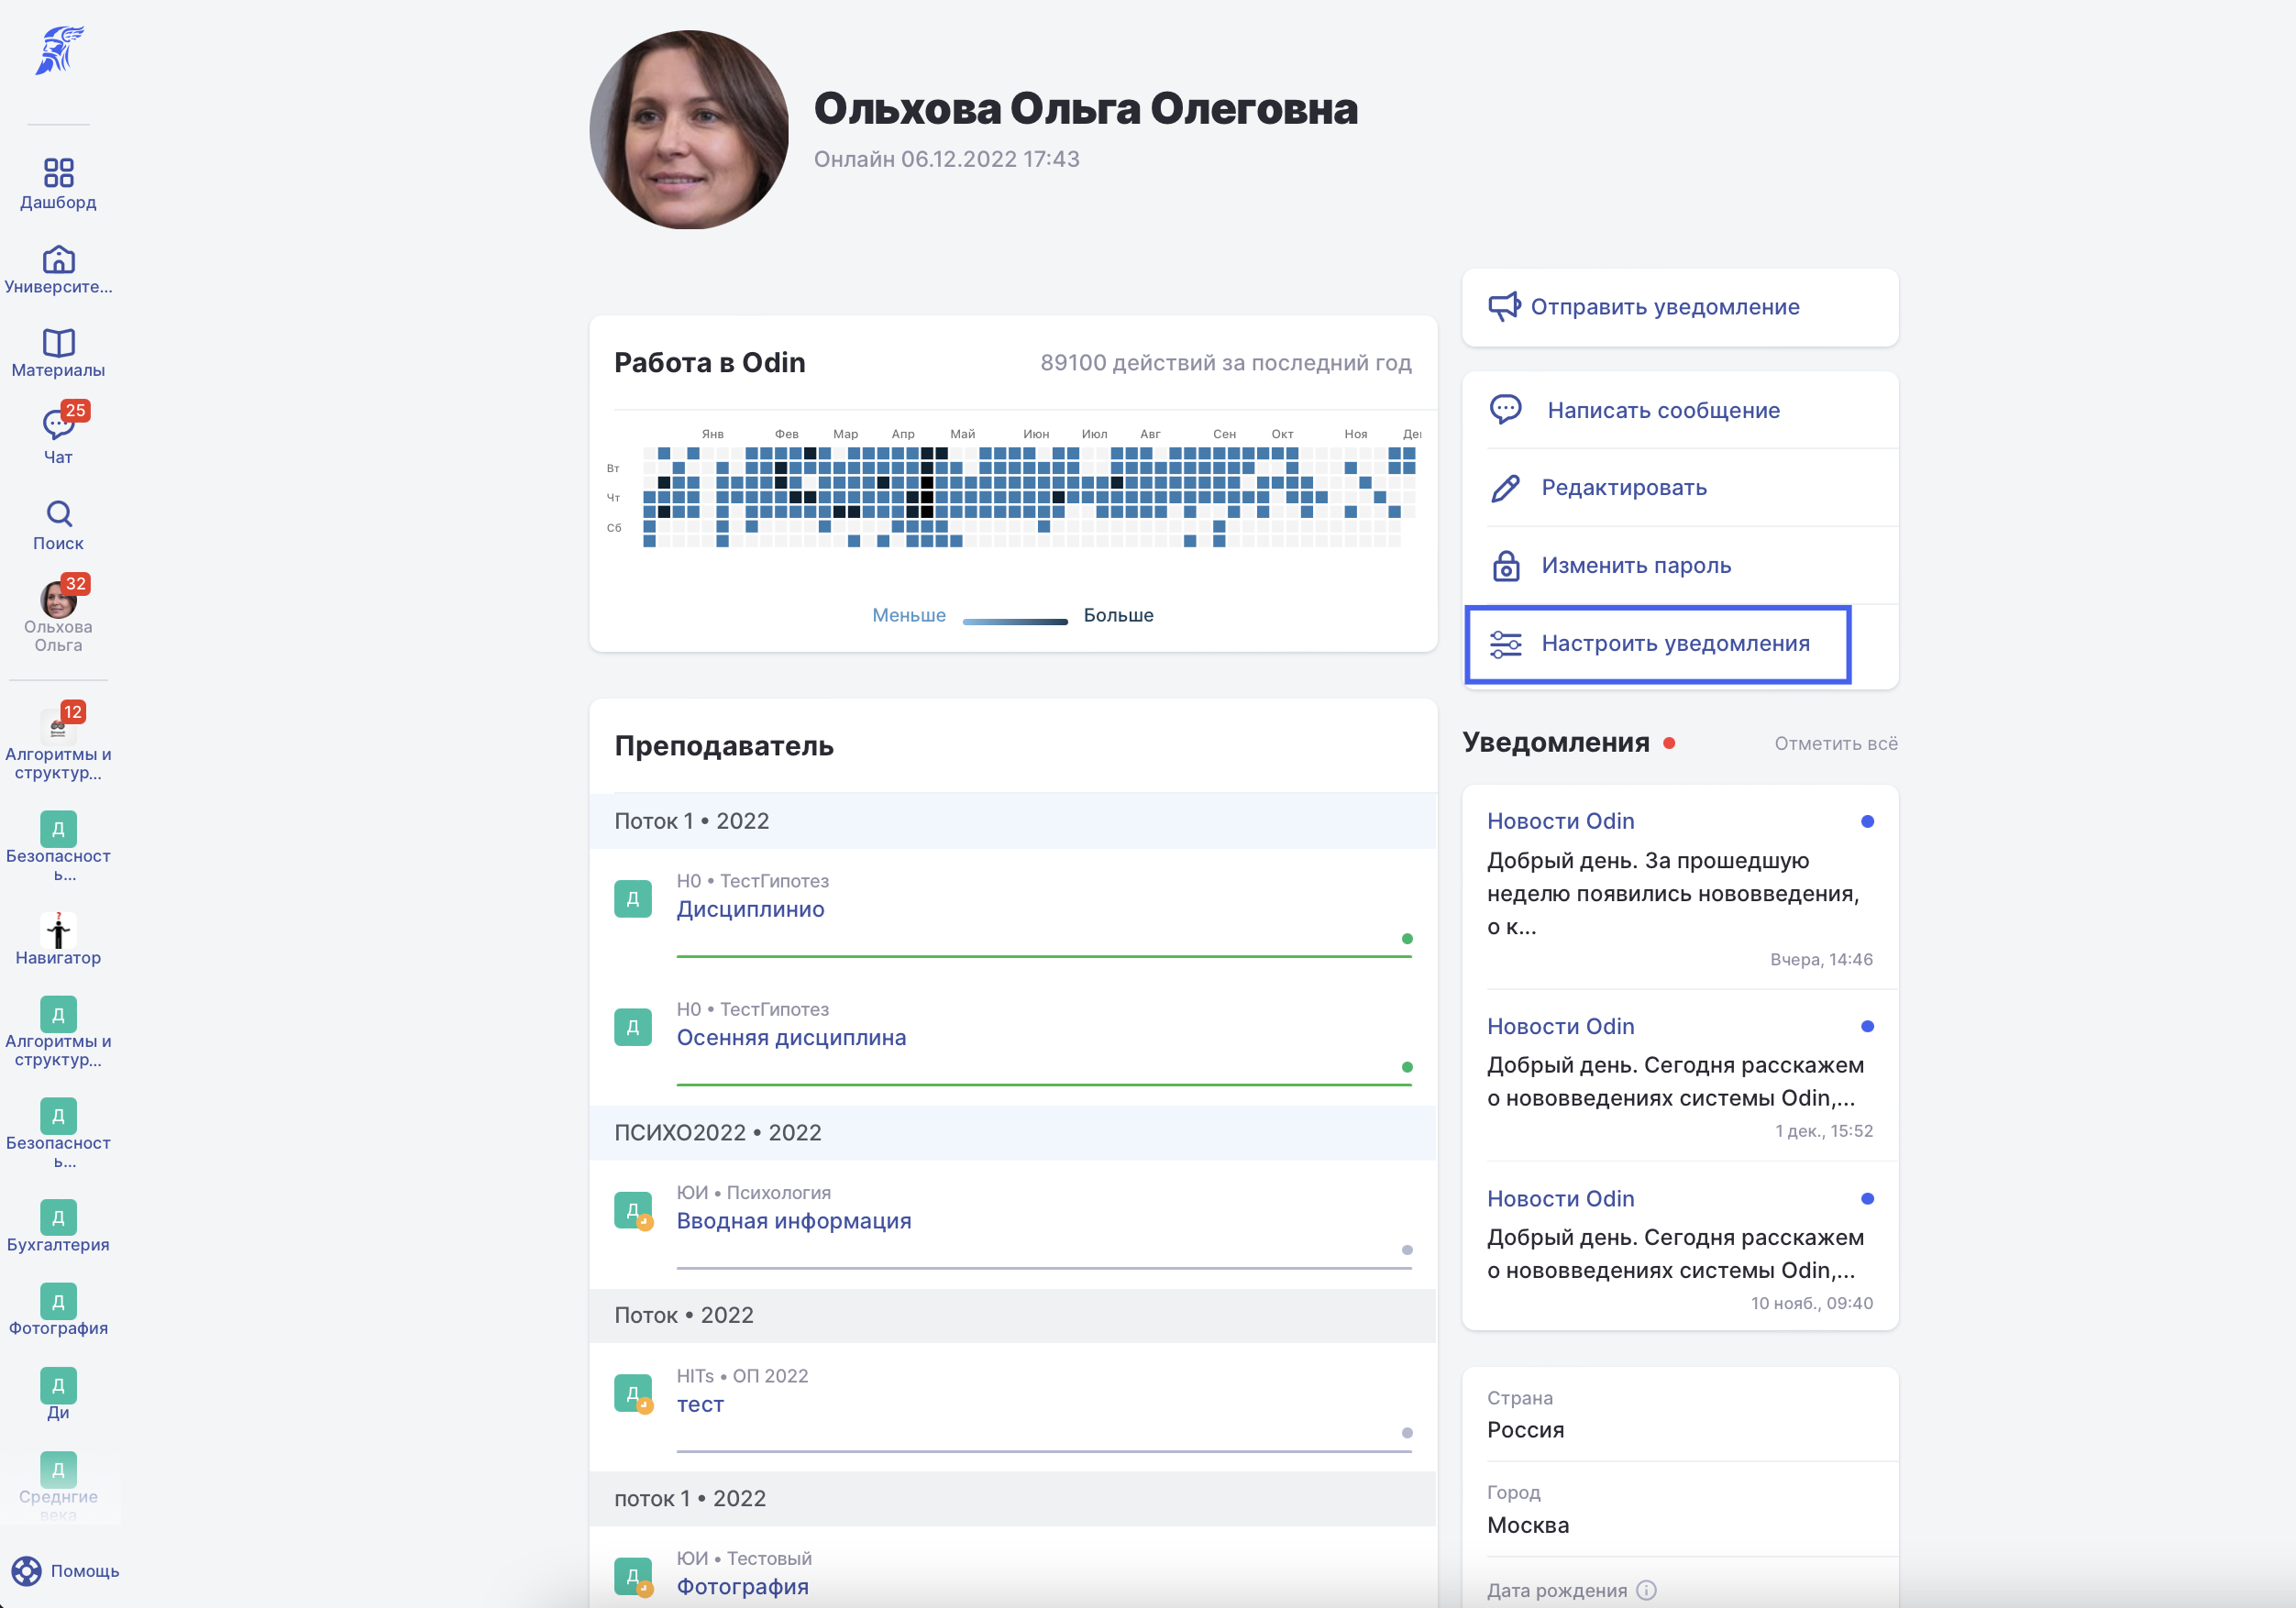 Дашборд
Университе...
Материалы
25
Чат
Поиск
32
Ольхова
Ольга
12
Алгоритмы и
структур...
Д
Безопасност
ь...
?
Навигатор
Д
Алгоритмы и
структур...
Д
Безопасност
ь...
Д
Бухгалтерия
Д
Фотография
Д
Ди
Д
Среднгие
века
Помощь
Ольхова Ольга Олеговна
Онлайн 06.12.2022 17:43
Работа в Odin
89100 действий за последний год
Янв Фев Мар Апр Май Июн Июл Авг Сен Окт Ноя Де
Вт
Чт
Сб
Меньше Больше
Преподаватель
Поток 1 • 2022
Д
Н0 • ТестГипотез
Дисциплинио
Д
Н0 • ТестГипотез
Осенняя дисциплина
ПСИХО2022 • 2022
Д
ЮИ • Психология
Вводная информация
Поток • 2022
Д
HITs • ОП 2022
тест
поток 1 • 2022
Д
ЮИ • Тестовый
Фотография
Отправить уведомление
Написать сообщение
Редактировать
Изменить пароль
Настроить уведомления
Уведомления
Отметить всё
Новости Odin
Добрый день. За прошедшую
неделю появились нововведения,
о к...
Вчера, 14:46
Новости Odin
Добрый день. Сегодня расскажем
о нововведениях системы Odin,...
1 дек., 15:52
Новости Odin
Добрый день. Сегодня расскажем
о нововведениях системы Odin,...
10 нояб., 09:40
Страна
Россия
Город
Москва
Дата рождения